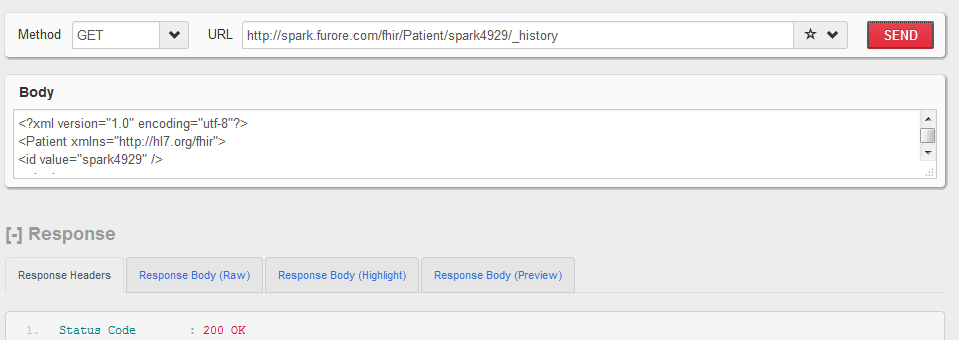 Method GET URL http://spark.furore.com/fhir/Patient/spark4929/_history SEND
Body
<?xml version="1.0" encoding="utf-8"?>
<Patient xmlns="http://hl7.org/fhir">
<id value="spark4929" />
[-] Response
Response Headers Response Body (Raw) Response Body (Highlight) Response Body (Preview)
1. Status Code : 200 OK